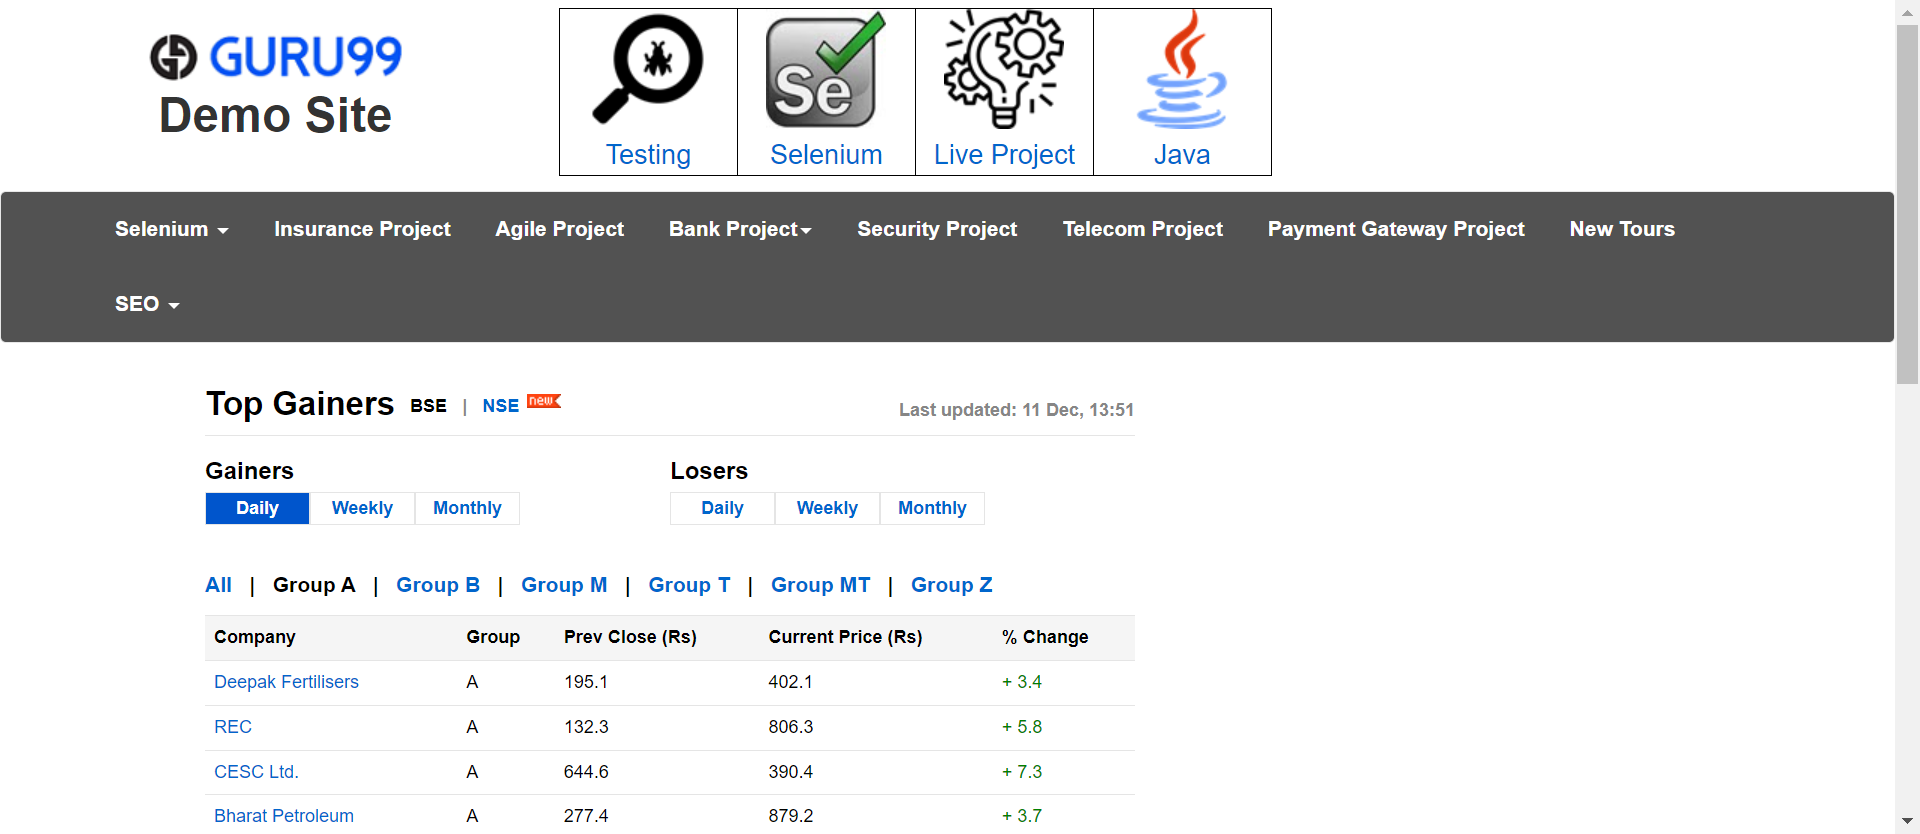 GURU99
Demo Site
Se
Testing Selenium Live Project Java
Selenium Insurance Project Agile Project Bank Project Security Project Telecom Project Payment Gateway Project New Tours
SEO
Top Gainers BSE | NSE new Last updated: 11 Dec, 13:51
Gainers Losers
Daily Weekly Monthly Daily Weekly Monthly
All | Group A | Group B | Group M | Group T | Group MT | Group Z
Company Group Prev Close (Rs) Current Price (Rs) % Change
Deepak Fertilisers A 195.1 402.1 + 3.4
REC A 132.3 806.3 + 5.8
CESC Ltd. A 644.6 390.4 + 7.3
Bharat Petroleum A 277.4 879.2 + 3.7